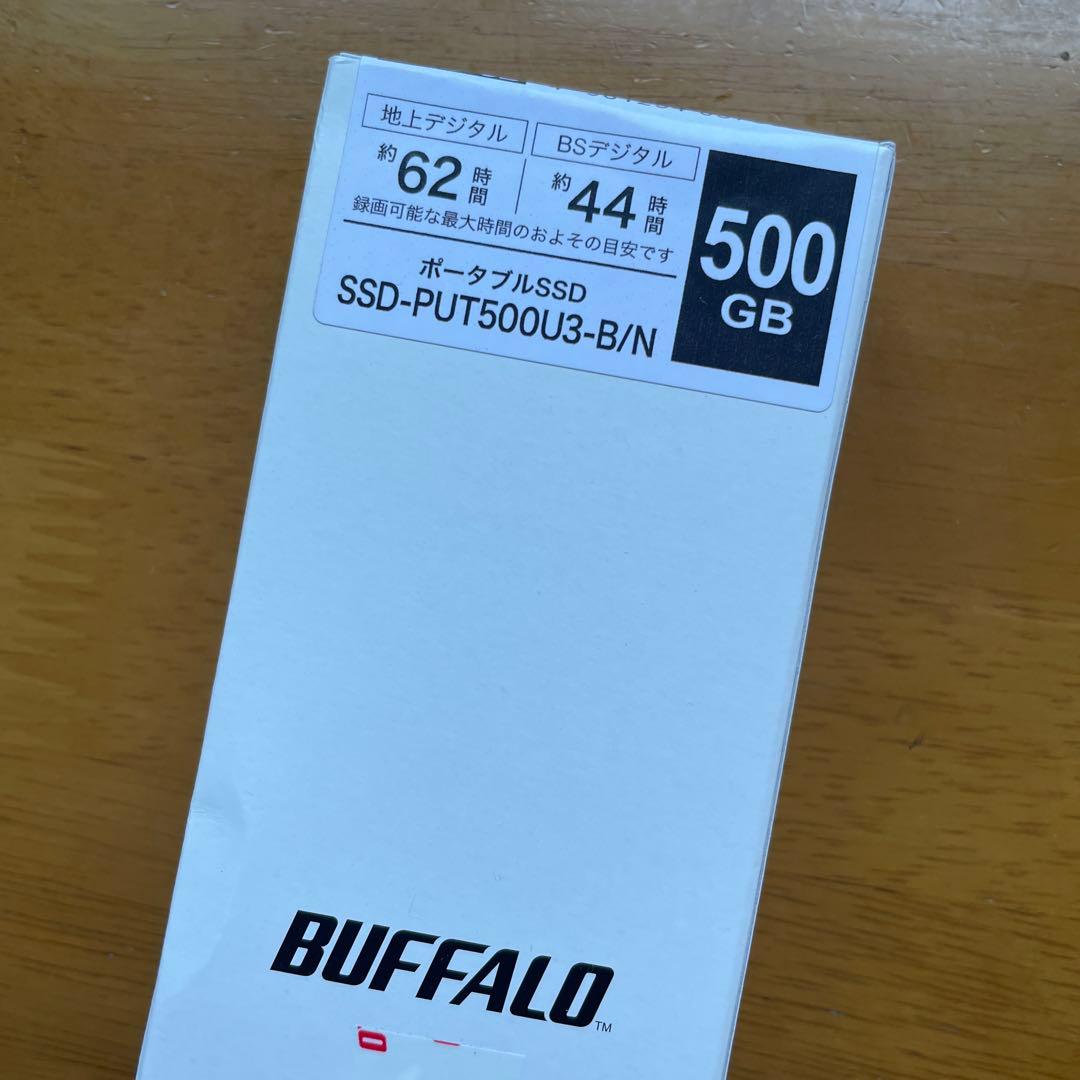 地上デジタル
BSデジタル
約62時間
約44時間
録画可能な最大時間のおよその目安です
500
GB
ポータブルSSD
SSD-PUT500U3-B/N
BUFFALO™